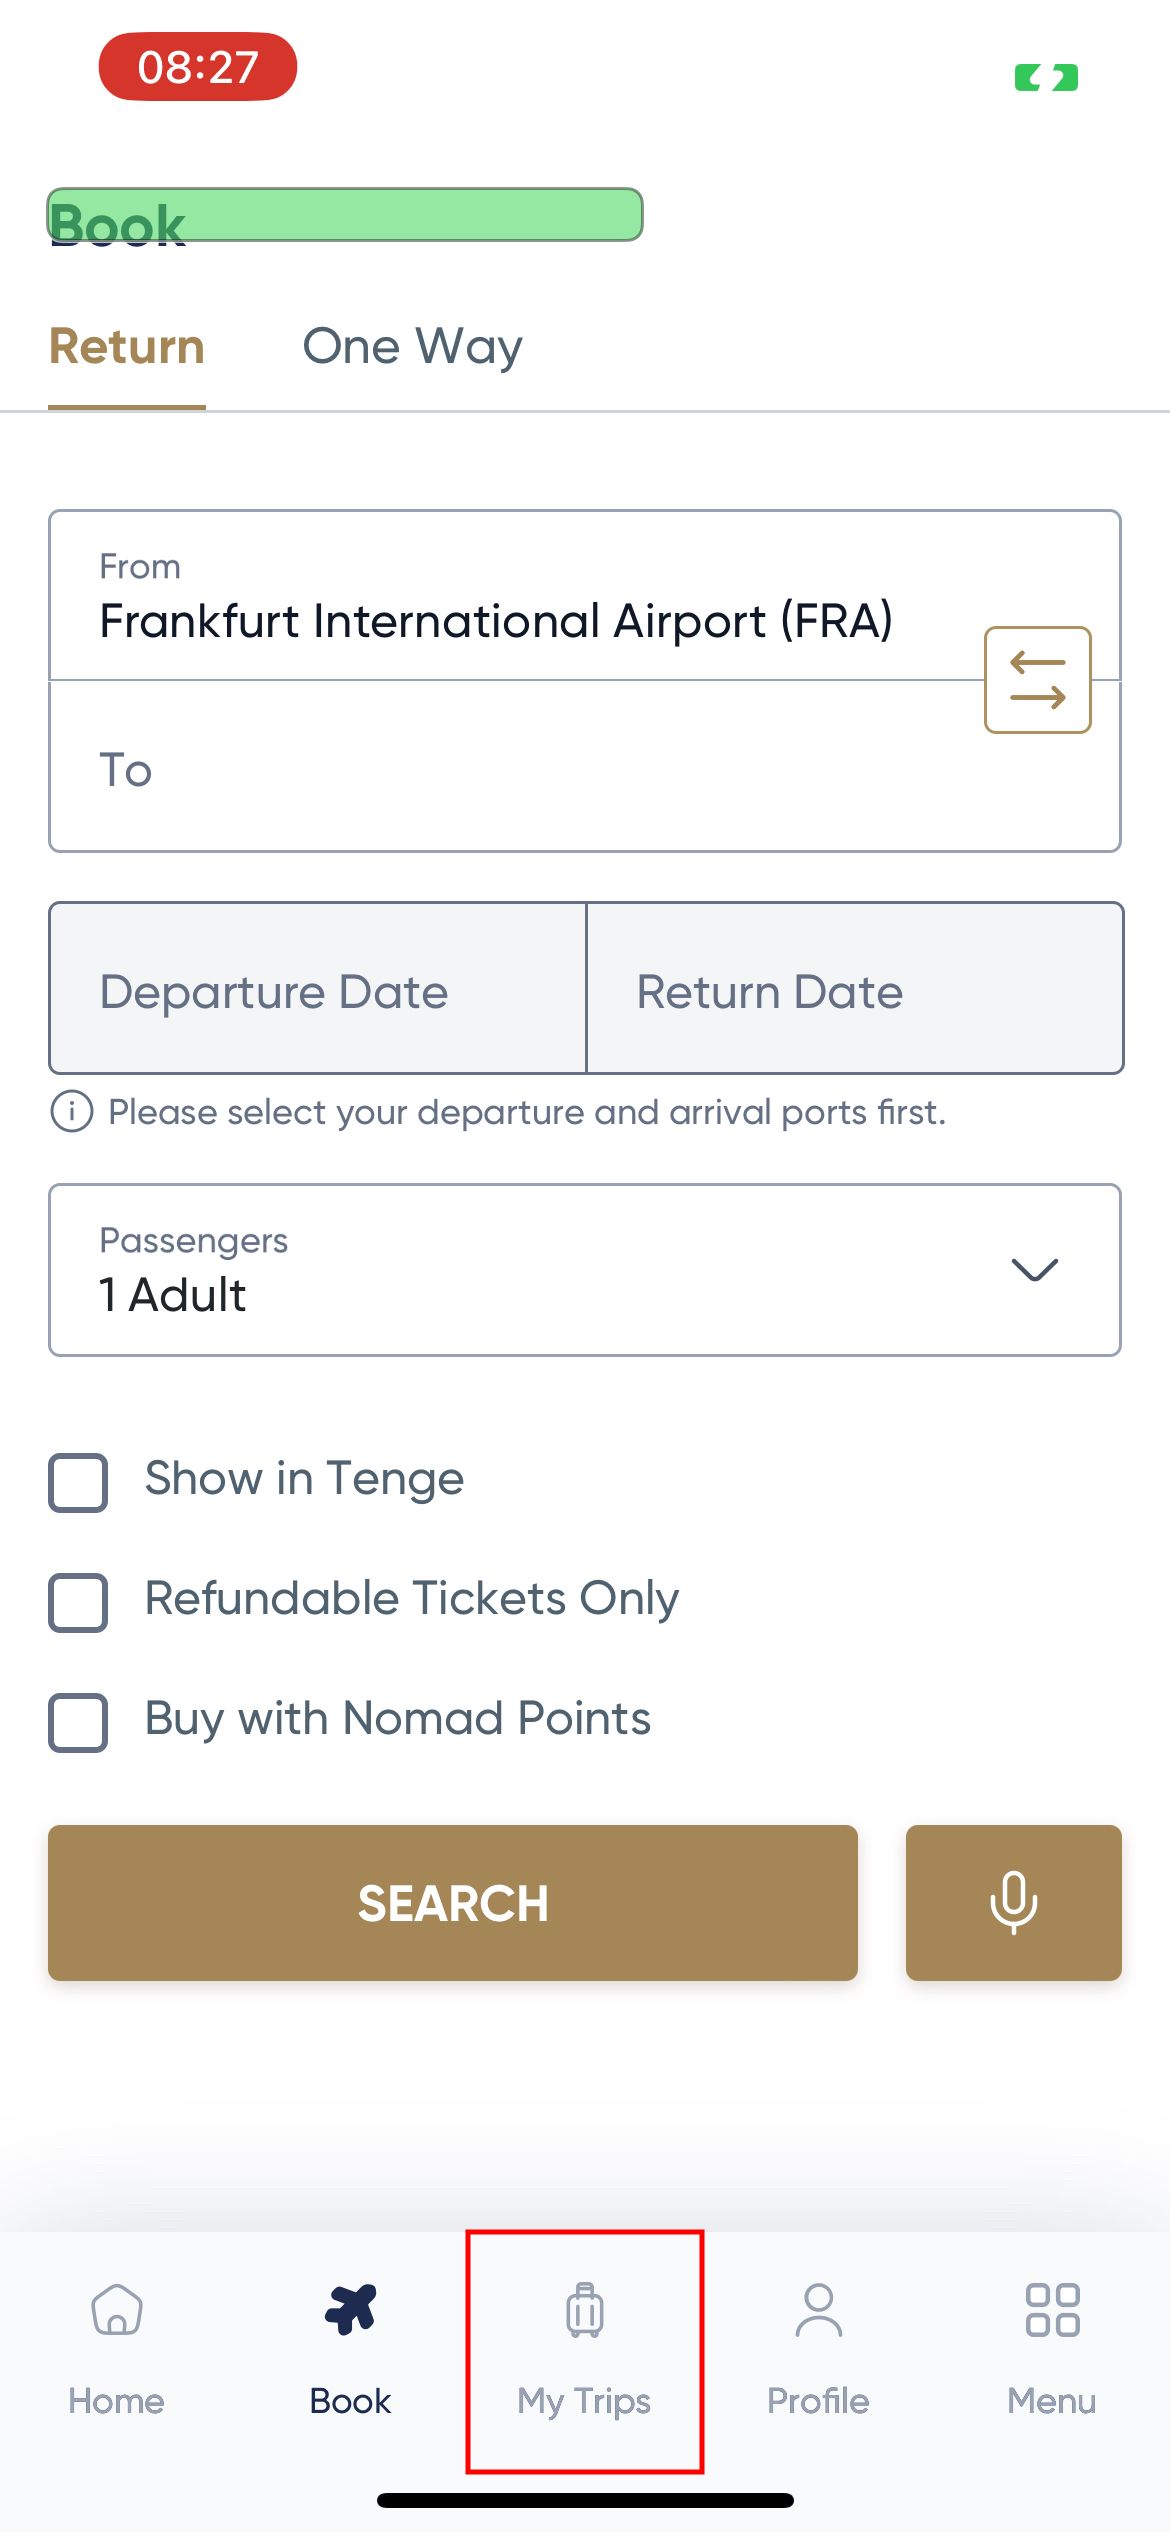 08:27
Book
Return
One Way
From
Frankfurt International Airport (FRA)
To
Departure Date
Return Date
Please select your departure and arrival ports first.
Passengers
1 Adult
Show in Tenge
Refundable Tickets Only
Buy with Nomad Points
SEARCH
Home
Book
My Trips
Profile
Menu